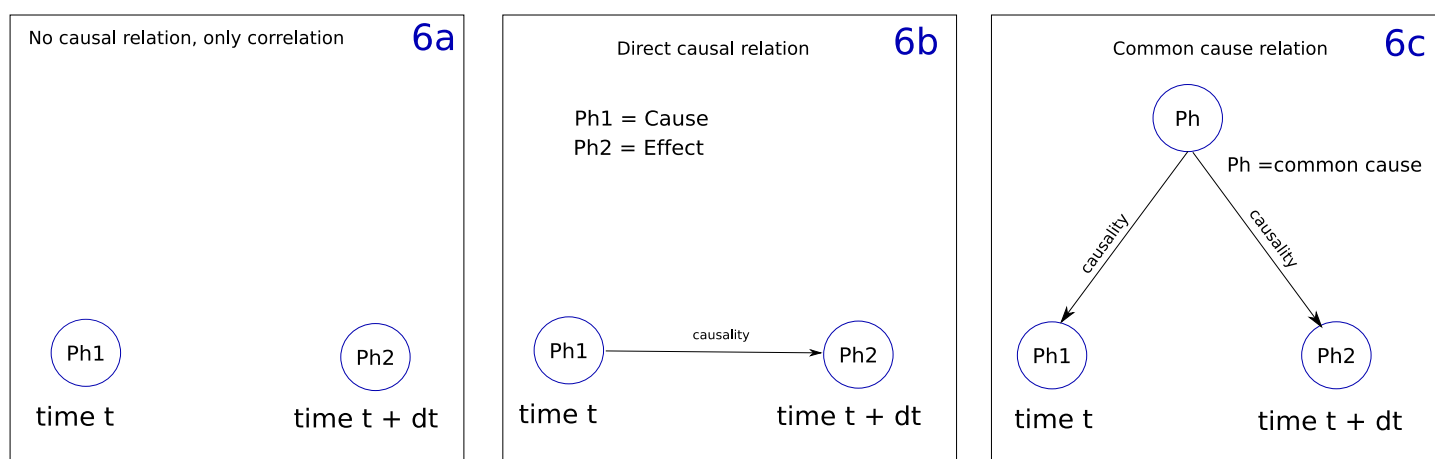 No causal relation, only correlation
6a
Ph1
Ph2
time t
time t + dt
Direct causal relation
6b
Ph1 = Cause
Ph2 = Effect
causality
Ph1
Ph2
time t
time t + dt
Common cause relation
6c
Ph
Ph =common cause
causality
causality
Ph1
Ph2
time t
time t + dt